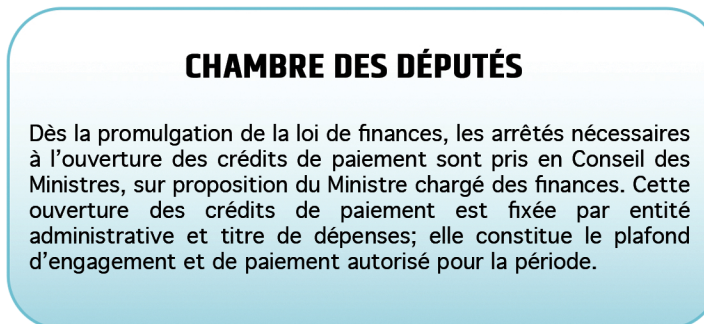 CHAMBRE DES DÉPUTÉS
Dès la promulgation de la loi de finances, les arrêtés nécessaires
à l’ouverture des crédits de paiement sont pris en Conseil des
Ministres, sur proposition du Ministre chargé des finances. Cette
ouverture des crédits de paiement est fixée par entité
administrative et titre de dépenses; elle constitue le plafond
d’engagement et de paiement autorisé pour la période.